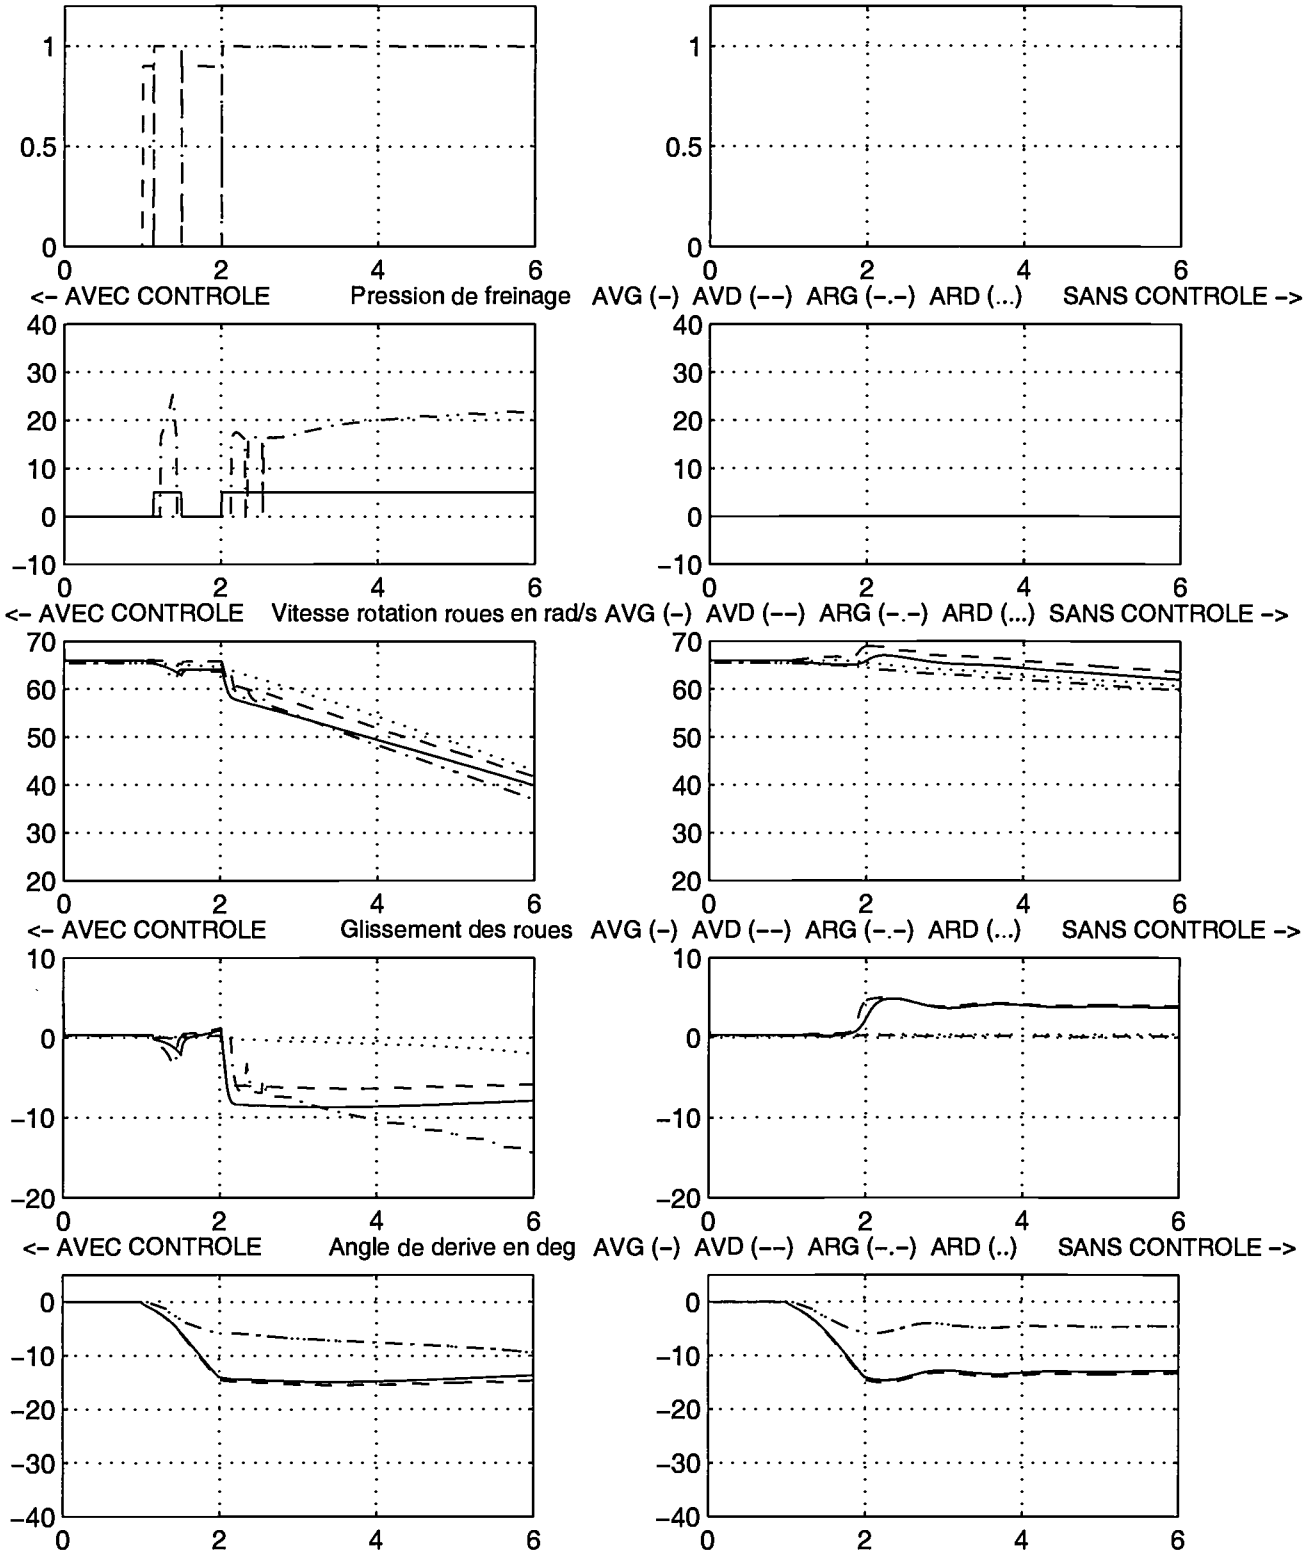 1 1
0.5 0.5
0 0
0 2 4 6 0 2 4 6
<- AVEC CONTROLE Pression de freinage AVG (-) AVD (--) ARG (-.-) ARD (...) SANS CONTROLE ->
40 40
30 30
20 20
10 10
0 0
-10 -10
0 2 4 6 0 2 4 6
<- AVEC CONTROLE Vitesse rotation roues en rad/s AVG (-) AVD (--) ARG (-.-) ARD (...) SANS CONTROLE ->
70 70
60 60
50 50
40 40
30 30
20 20
0 2 4 6 0 2 4 6
<- AVEC CONTROLE Glissement des roues AVG (-) AVD (--) ARG (-.-) ARD (...) SANS CONTROLE ->
10 10
0 0
-10 -10
-20 -20
0 2 4 6 0 2 4 6
<- AVEC CONTROLE Angle de derive en deg AVG (-) AVD (--) ARG (-.-) ARD (..) SANS CONTROLE ->
0 0
-10 -10
-20 -20
-30 -30
-40 -40
0 2 4 6 0 2 4 6